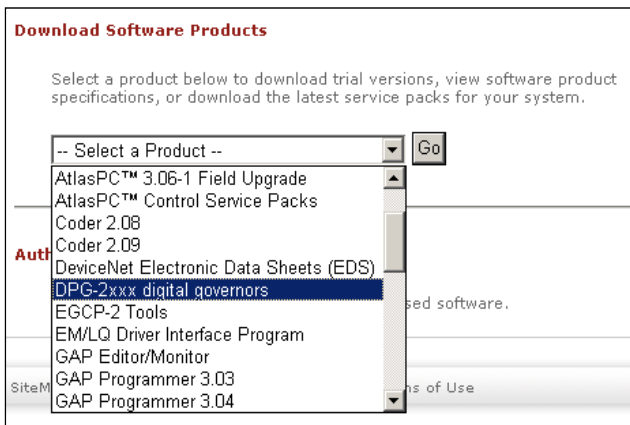 Download Software Products
Select a product below to download trial versions, view software product
specifications, or download the latest service packs for your system.
-- Select a Product --
Go
AtlasPC™ 3.06-1 Field Upgrade
AtlasPC™ Control Service Packs
Coder 2.08
Coder 2.09
Auth
DeviceNet Electronic Data Sheets (EDS)
DPG-2xxx digital governors
sed software.
EGCP-2 Tools
EM/LQ Driver Interface Program
GAP Editor/Monitor
GAP Programmer 3.03
SiteM
ns of Use
GAP Programmer 3.04